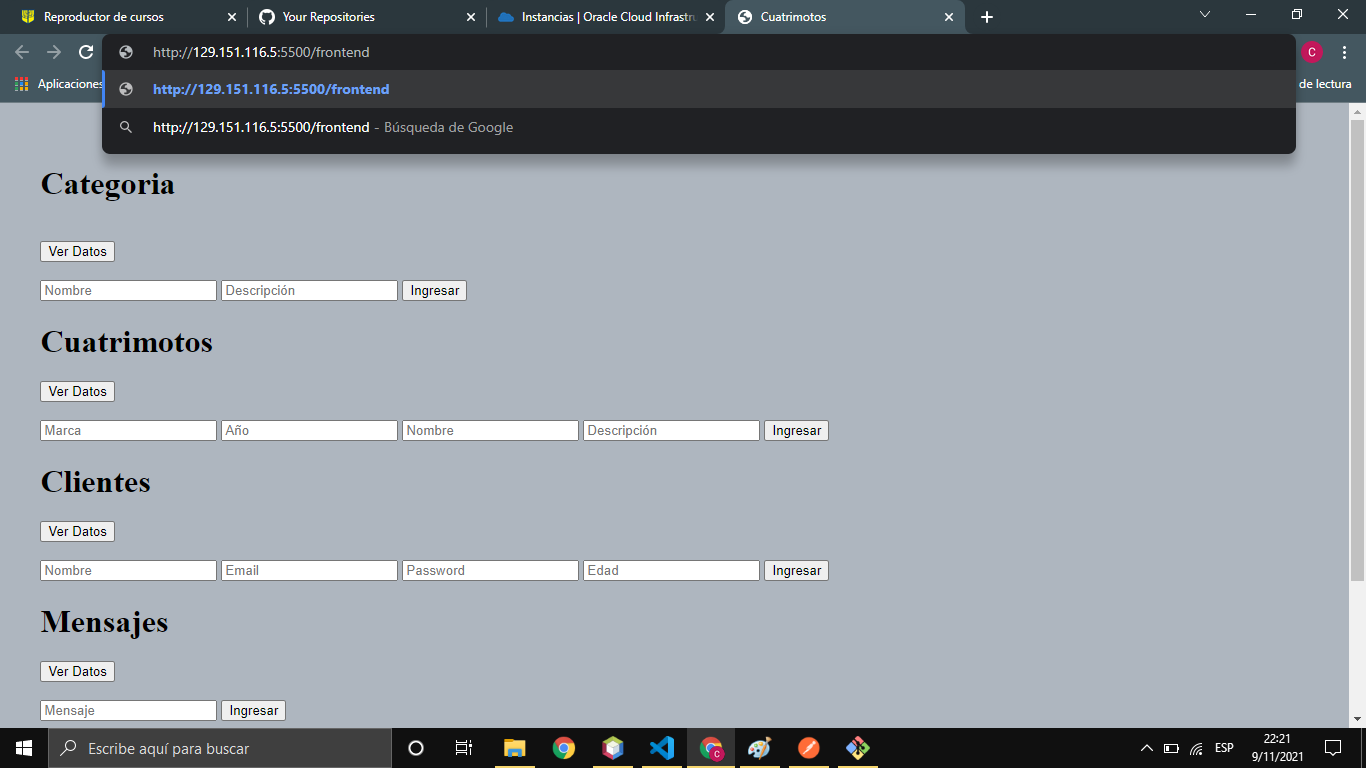 Reproductor de cursos
Your Repositories
Instancias | Oracle Cloud Infrastru
Cuatrimotos
http://129.151.116.5:5500/frontend
C
http://129.151.116.5:5500/frontend
Aplicaciones
de lectura
http://129.151.116.5:5500/frontend - Búsqueda de Google
Categoria
Ver Datos
Nombre Descripción Ingresar
Cuatrimotos
Ver Datos
Marca Año Nombre Descripción Ingresar
Clientes
Ver Datos
Nombre Email Password Edad Ingresar
Mensajes
Ver Datos
Mensaje Ingresar
Escribe aquí para buscar
C
ESP
22:21
9/11/2021